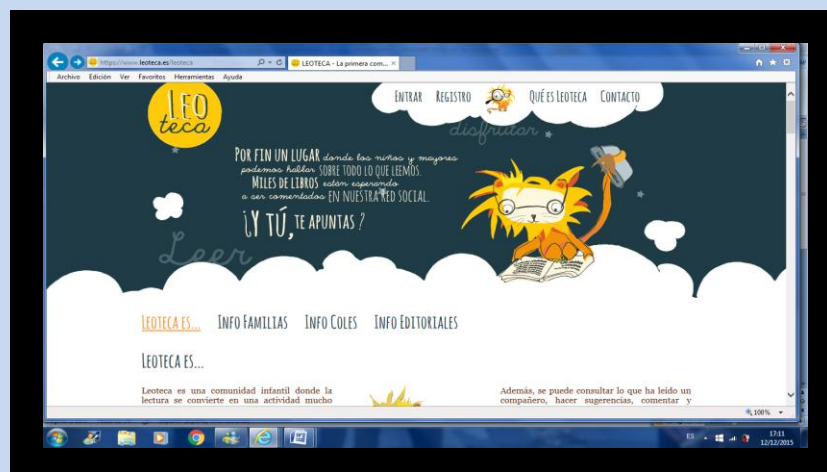 https://www.leoteca.es/leoteca
LEOTECA - La primera com...
Archivo Edición Ver Favoritos Herramientas Ayuda
LEO
teca
ENTRAR REGISTRO QUÉ ES LEOTECA CONTACTO
disfrutar
POR FIN UN LUGAR donde los niños y mayores
podemos hablar SOBRE TODO LO QUE LEEMOS.
MILES DE LIBROS están esperando
a ser comentados EN NUESTRA RED SOCIAL.
¡Y TÚ, TE APUNTAS?
Leer
LEOTECA ES... INFO FAMILIAS INFO COLES INFO EDITORIALES
LEOTECA ES...
Leoteca es una comunidad infantil donde la
lectura se convierte en una actividad mucho
Además, se puede consultar lo que ha leído un
compañero, hacer sugerencias, comentar y
100%
ES
17:11
12/12/2015